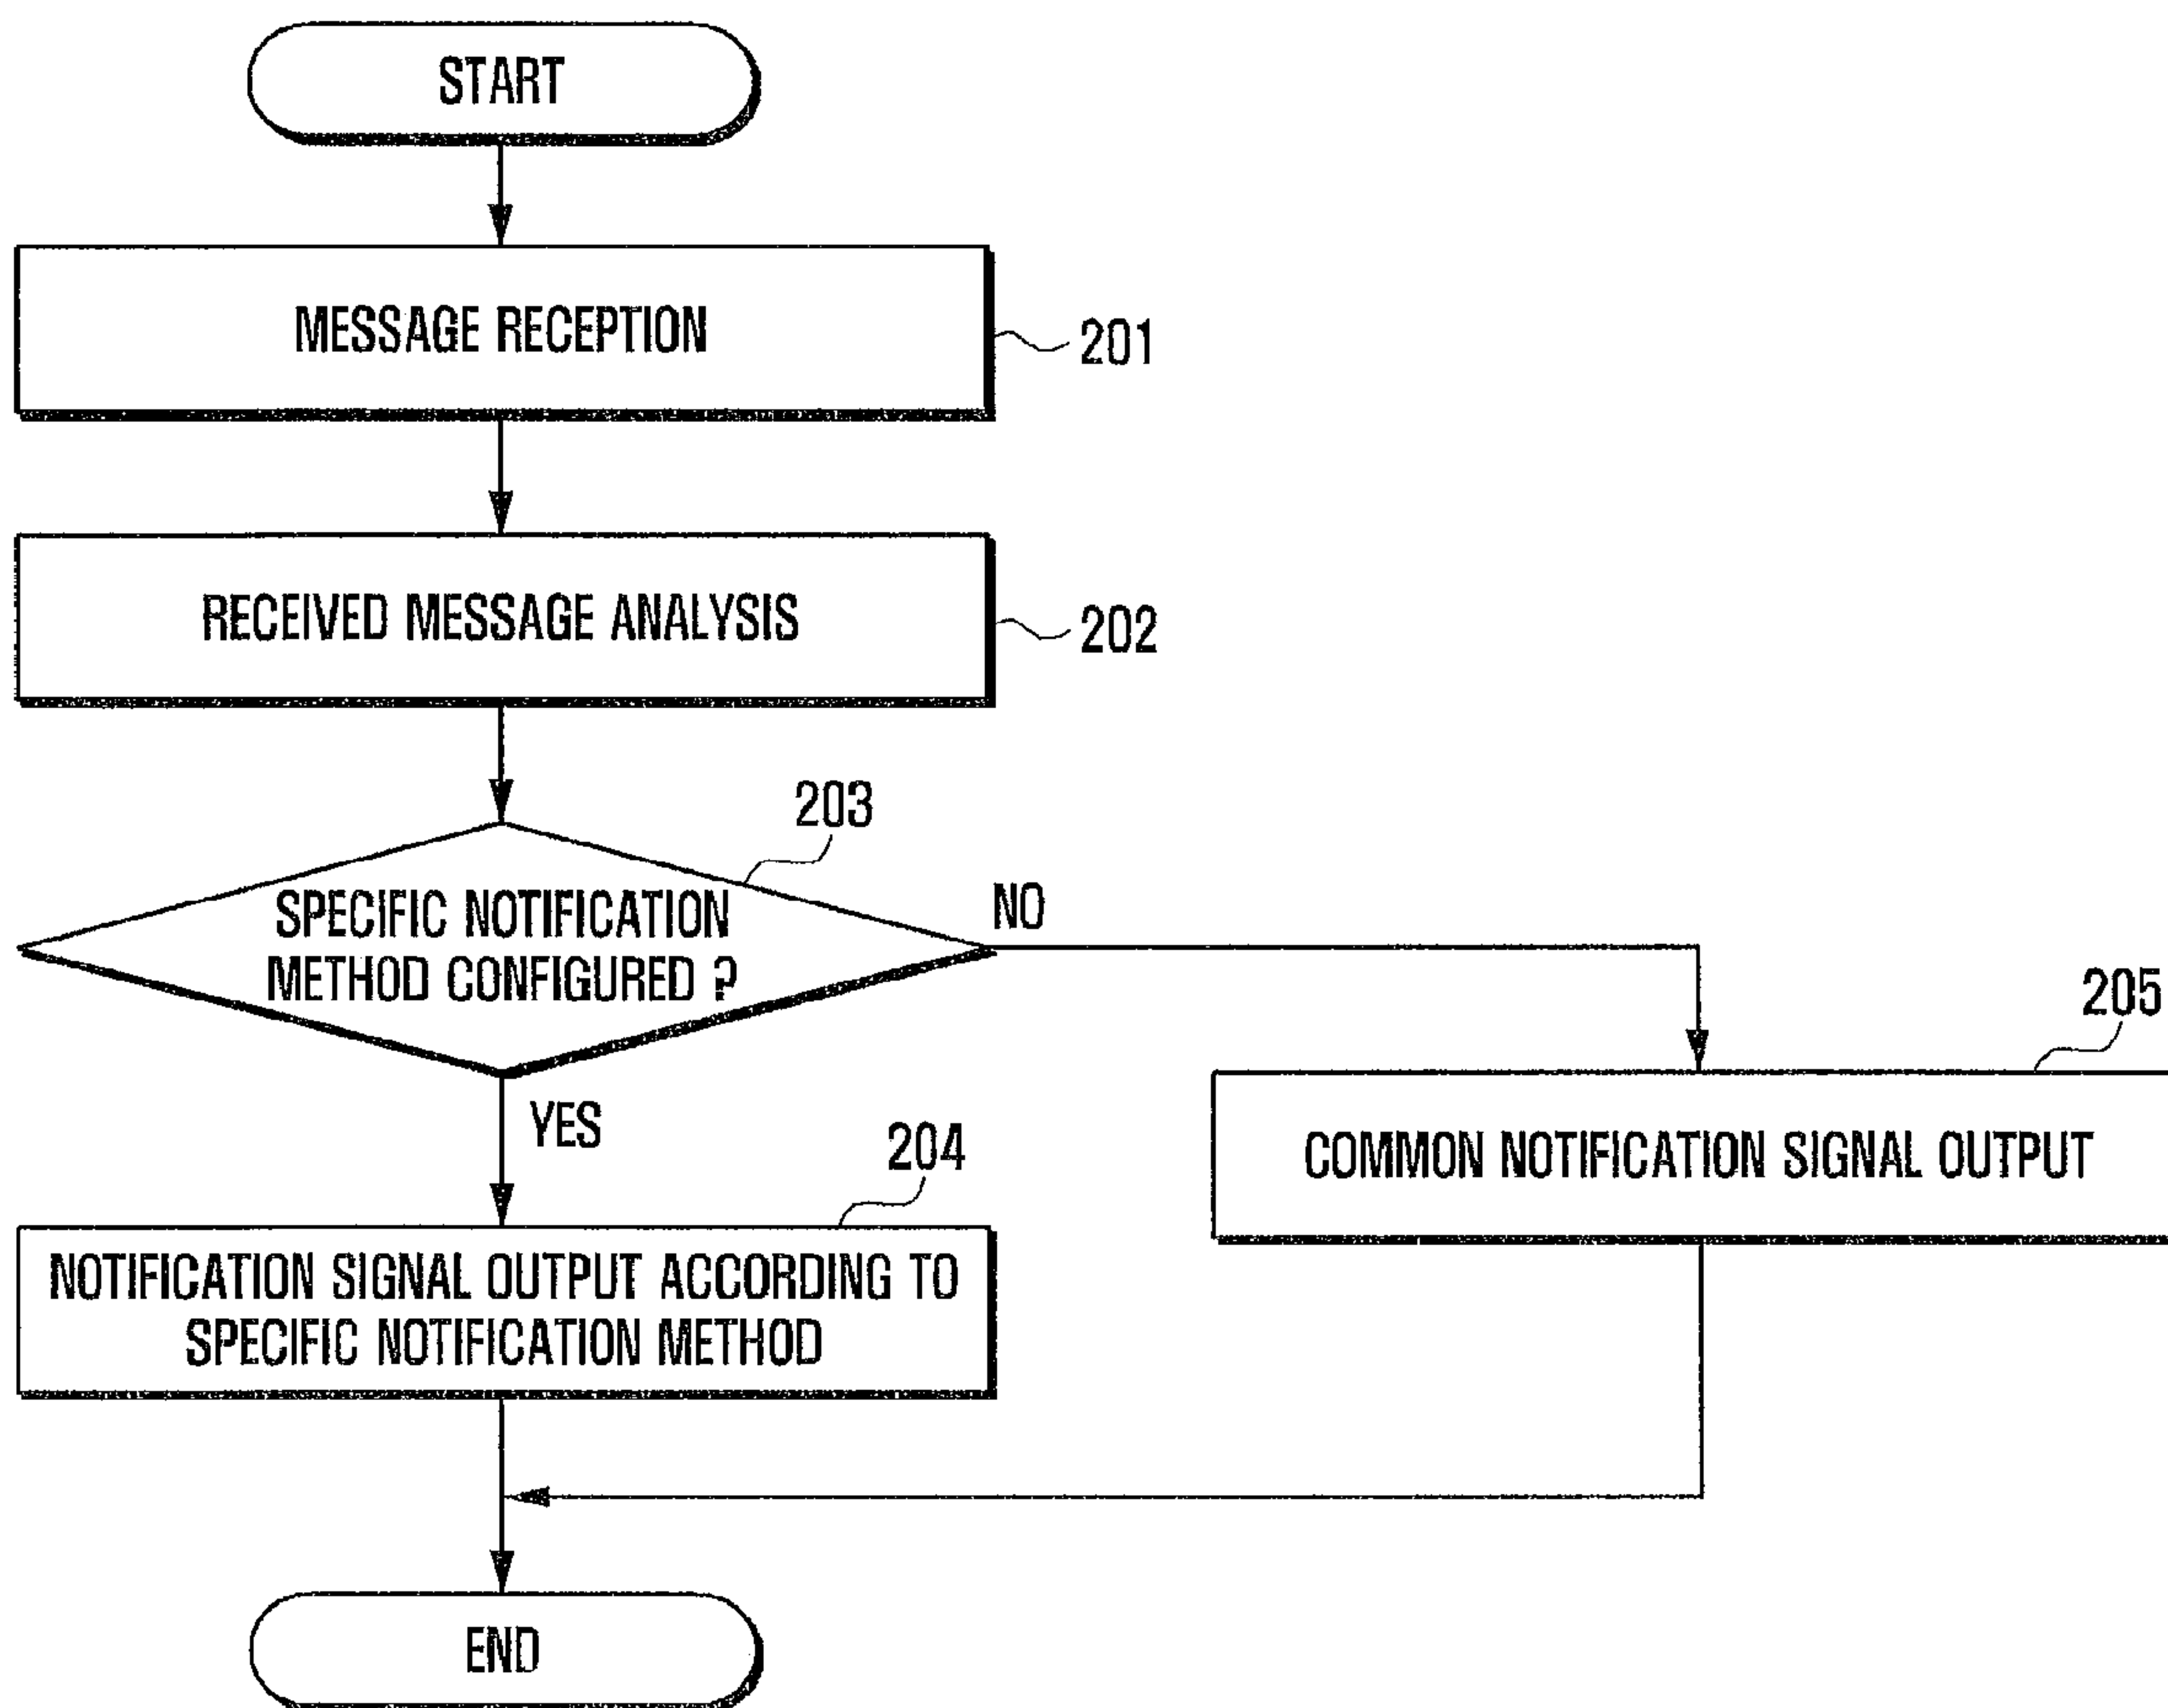 START
MESSAGE RECEPTION
201
RECEIVED MESSAGE ANALYSIS
202
203
SPECIFIC NOTIFICATION
METHOD CONFIGURED ?
NO
YES
205
COMMON NOTIFICATION SIGNAL OUTPUT
204
NOTIFICATION SIGNAL OUTPUT ACCORDING TO
SPECIFIC NOTIFICATION METHOD
END